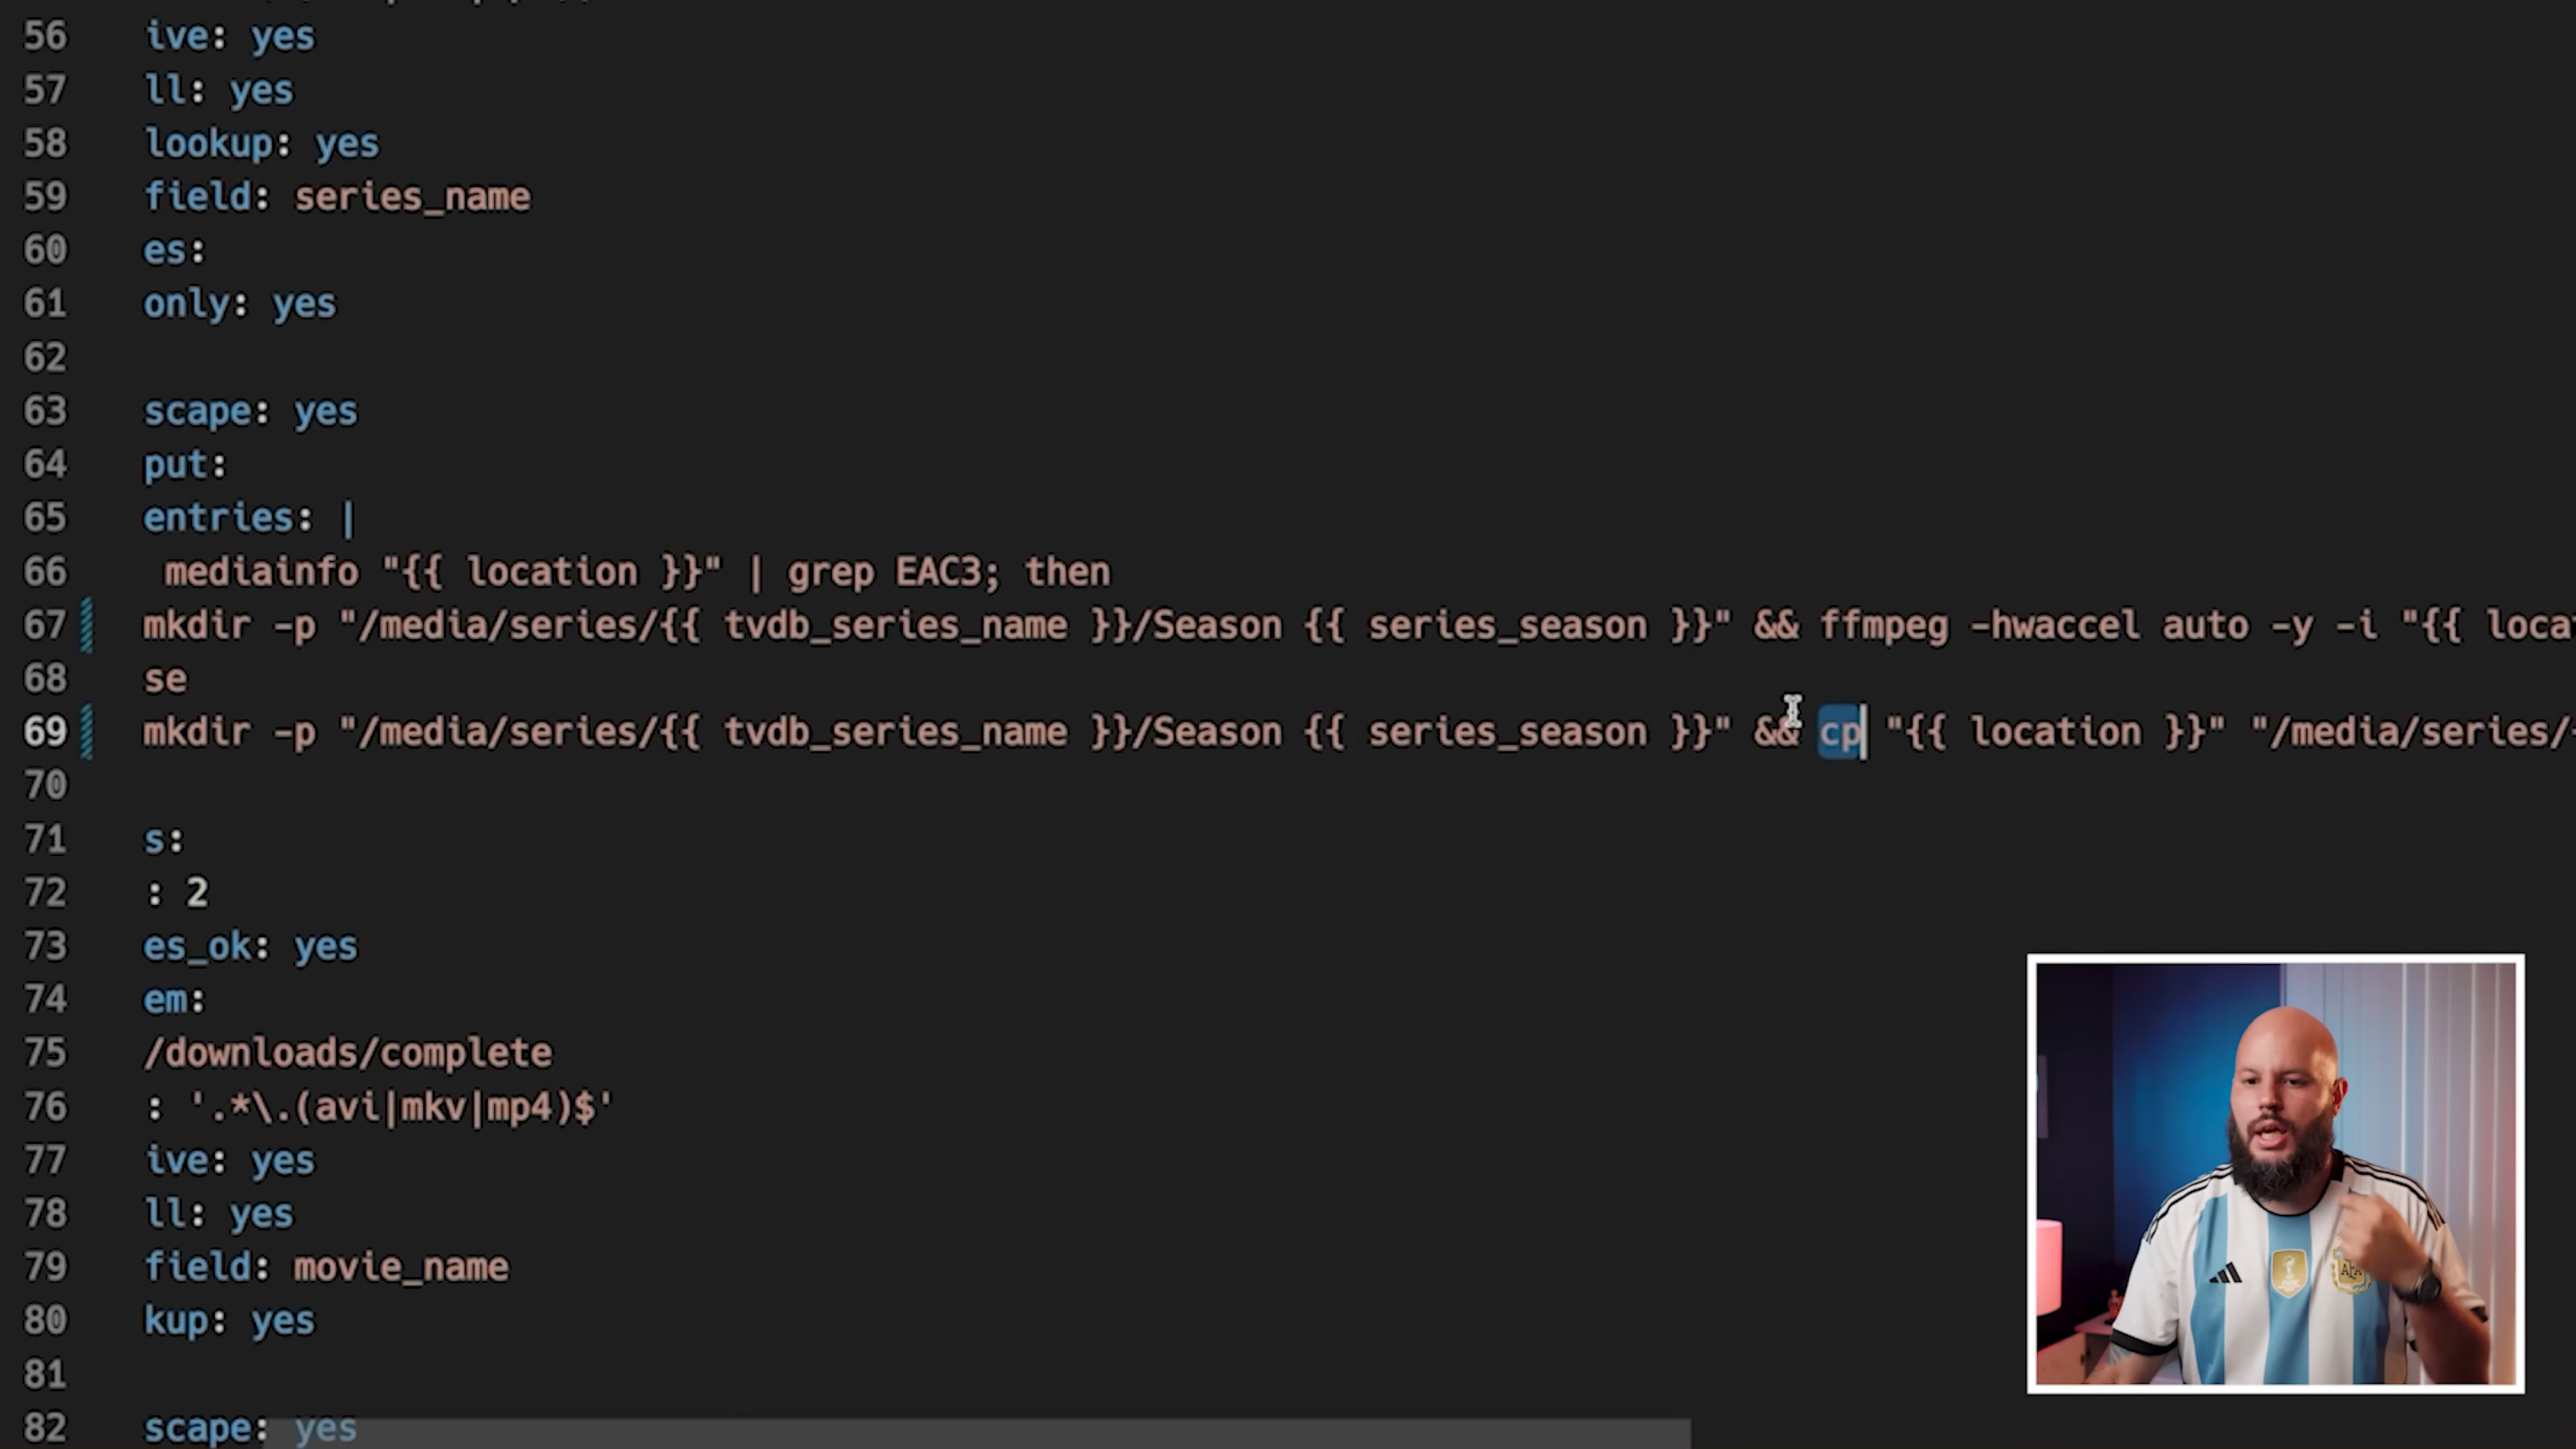 56 ive: yes
57 ll: yes
58 lookup: yes
59 field: series_name
60 es:
61 only: yes
62
63 scape: yes
64 put:
65 entries: |
66 mediainfo "{{ location }}" | grep EAC3; then
67 mkdir -p "/media/series/{{ tvdb_series_name }}/Season {{ series_season }}" && ffmpeg -hwaccel auto -y -i "{{ loca
68 se
69 mkdir -p "/media/series/{{ tvdb_series_name }}/Season {{ series_season }}" && cp "{{ location }}" "/media/series/
70
71 s:
72 : 2
73 es_ok: yes
74 em:
75 /downloads/complete
76 : '.*\.(avi|mkv|mp4)$'
77 ive: yes
78 ll: yes
79 field: movie_name
80 kup: yes
81
82 scape: yes
AFA